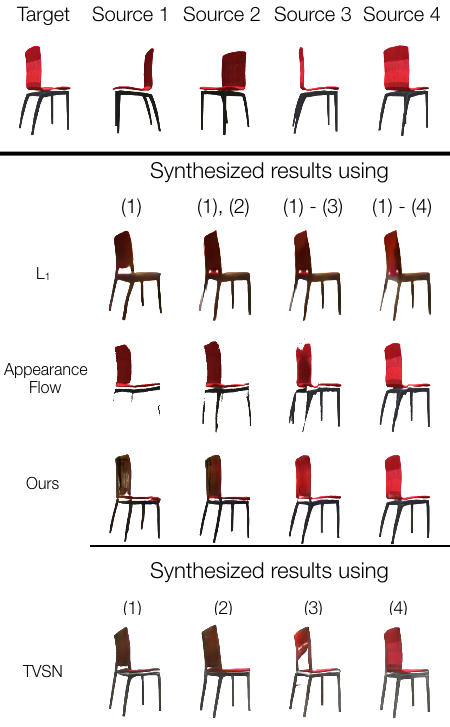 Target Source 1 Source 2 Source 3 Source 4
Synthesized results using
(1) (1), (2) (1) - (3) (1) - (4)
L₁
Appearance
Flow
Ours
Synthesized results using
(1) (2) (3) (4)
TVSN